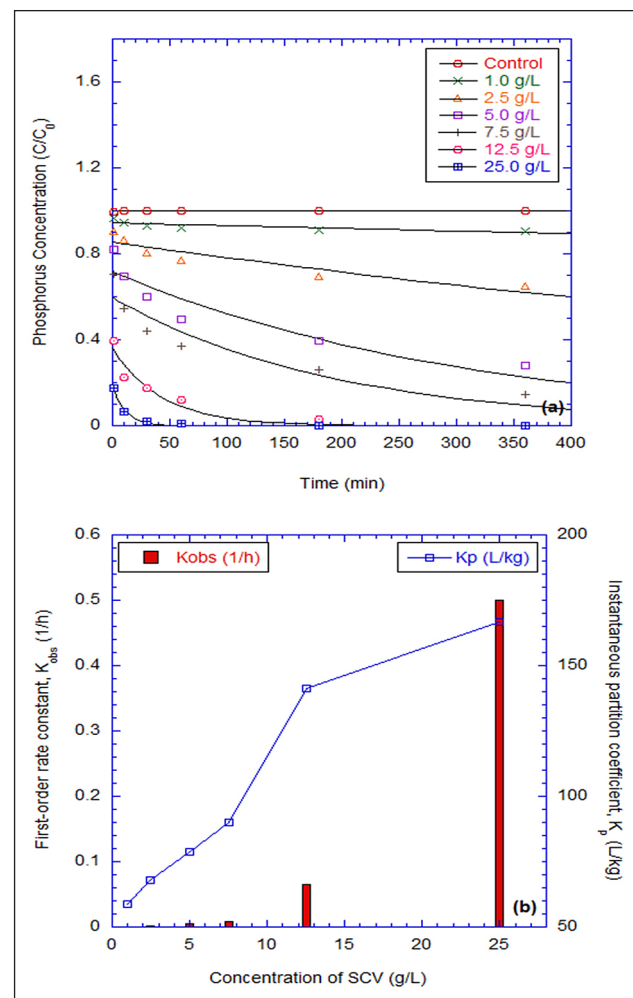 1.6
1.2
0.8
0.4
0
Phosphorus Concentration (C/C0)
Control
1.0 g/L
2.5 g/L
5.0 g/L
7.5 g/L
12.5 g/L
25.0 g/L
(a)
0 50 100 150 200 250 300 350 400
Time (min)
0.6
0.5
0.4
0.3
0.2
0.1
0
First-order rate constant, Kobs (1/h)
Kobs (1/h)
Kp (L/kg)
200
150
100
50
Instantaneous partition coefficient, Kp (L/kg)
(b)
0 5 10 15 20 25
Concentration of SCV (g/L)